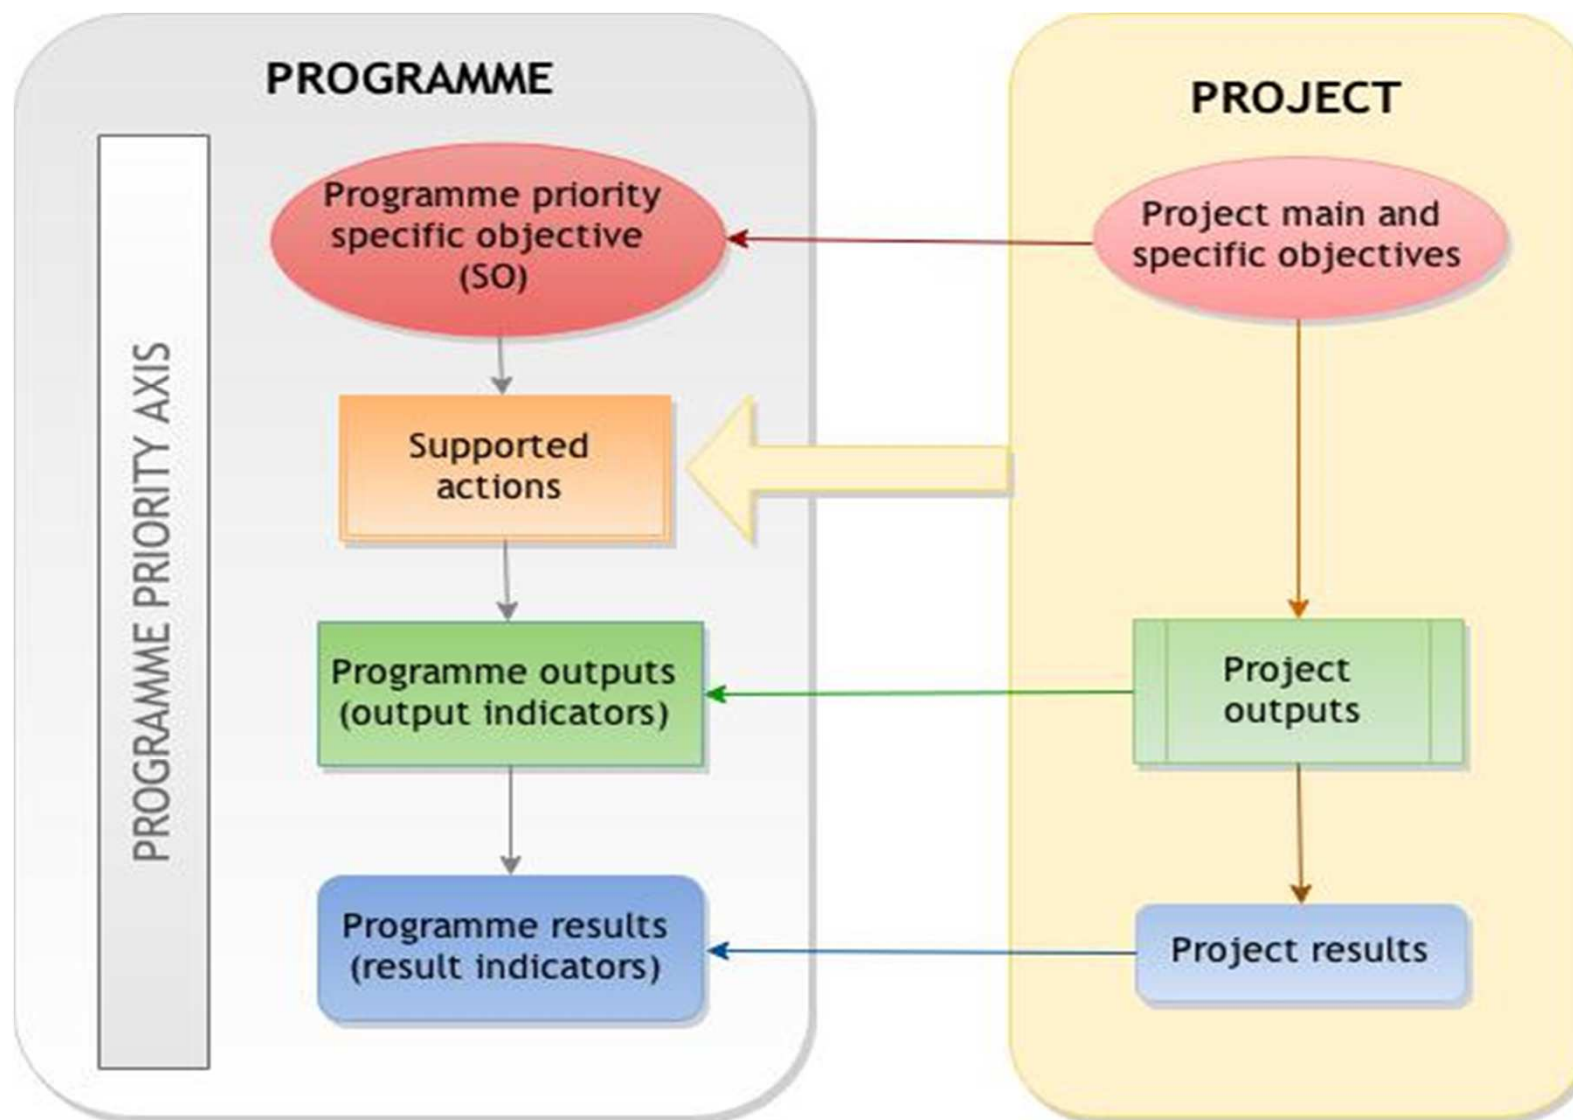 PROGRAMME
PROGRAMME PRIORITY AXIS
Programme priority
specific objective
(SO)
Supported
actions
Programme outputs
(output indicators)
Programme results
(result indicators)
PROJECT
Project main and
specific objectives
Project
outputs
Project results